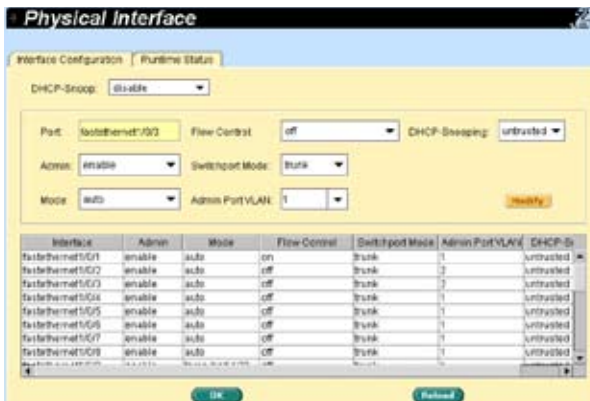 Physical Interface
Interface Configuration
Runtime Status
DHCP-Snoop: disable
Port: fastethernet1/0/3 Flow Control: off DHCP-Snooping: untrusted
Admin: enable Switchport Mode: trunk
Mode: auto Admin Port VLAN: 1
Modify
Interface Admin Mode Flow Control Switchport Mode Admin Port VLAN DHCP-Sn
fastethernet1/0/1 enable auto on trunk 1 untrusted
fastethernet1/0/2 enable auto off trunk 2 untrusted
fastethernet1/0/3 enable auto off trunk 2 untrusted
fastethernet1/0/4 enable auto off trunk 1 untrusted
fastethernet1/0/5 enable auto off trunk 1 untrusted
fastethernet1/0/6 enable auto off trunk 1 untrusted
fastethernet1/0/7 enable auto off trunk 1 untrusted
fastethernet1/0/8 enable auto off trunk 1 untrusted
OK Reload